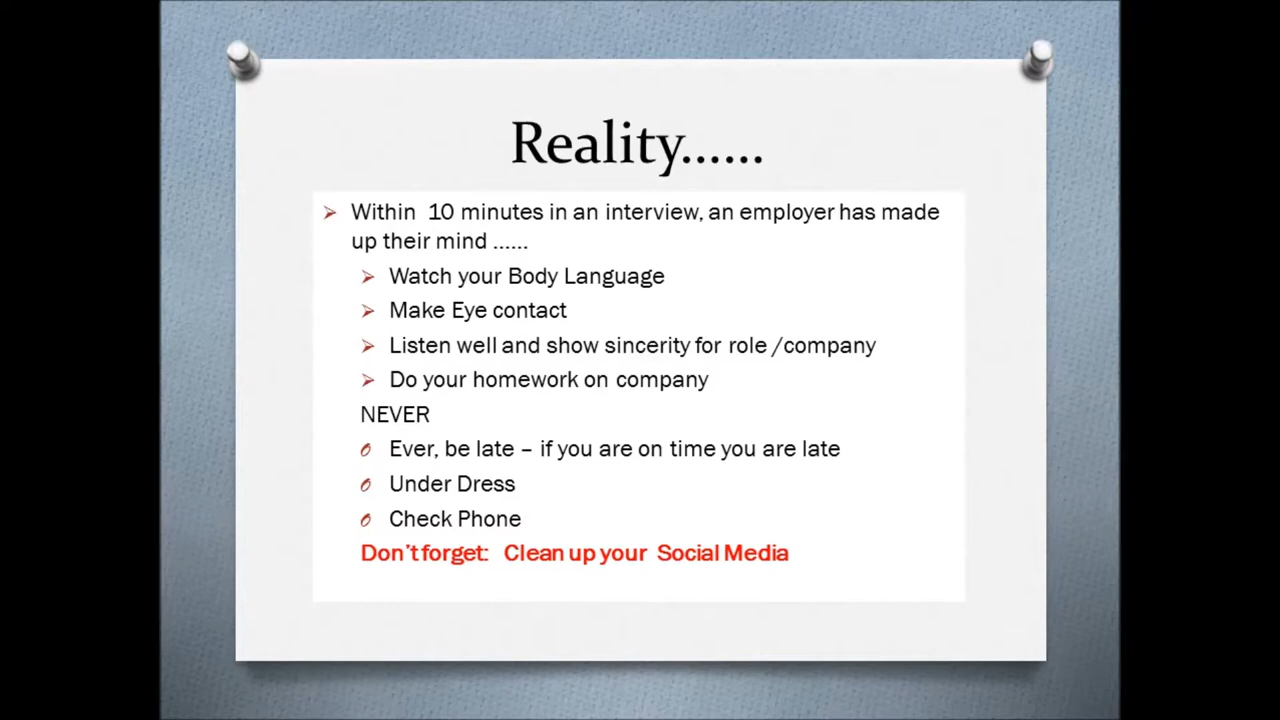 Reality......
Within 10 minutes in an interview, an employer has made
up their mind ......
Watch your Body Language
Make Eye contact
Listen well and show sincerity for role /company
Do your homework on company
NEVER
Ever, be late – if you are on time you are late
Under Dress
Check Phone
Don't forget: Clean up your Social Media